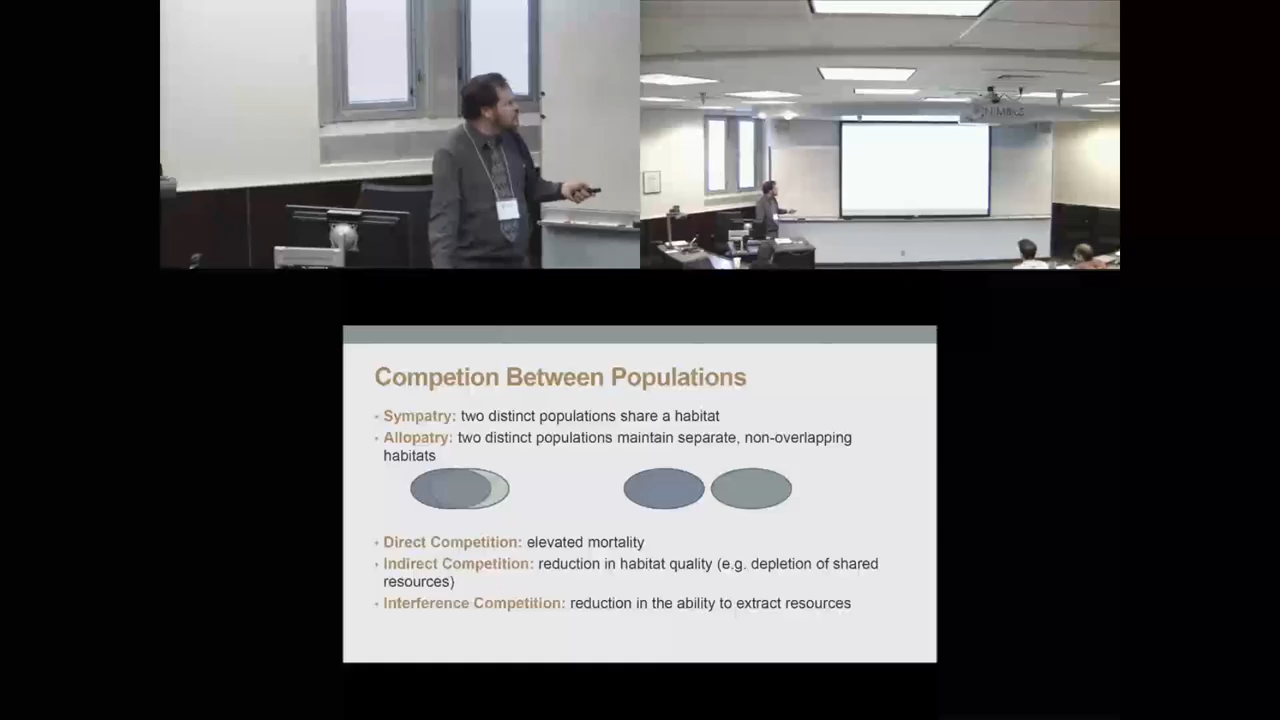 NIMBioS
Competion Between Populations
Sympatry: two distinct populations share a habitat
Allopatry: two distinct populations maintain separate, non-overlapping
habitats
Direct Competition: elevated mortality
Indirect Competition: reduction in habitat quality (e.g. depletion of shared
resources)
Interference Competition: reduction in the ability to extract resources